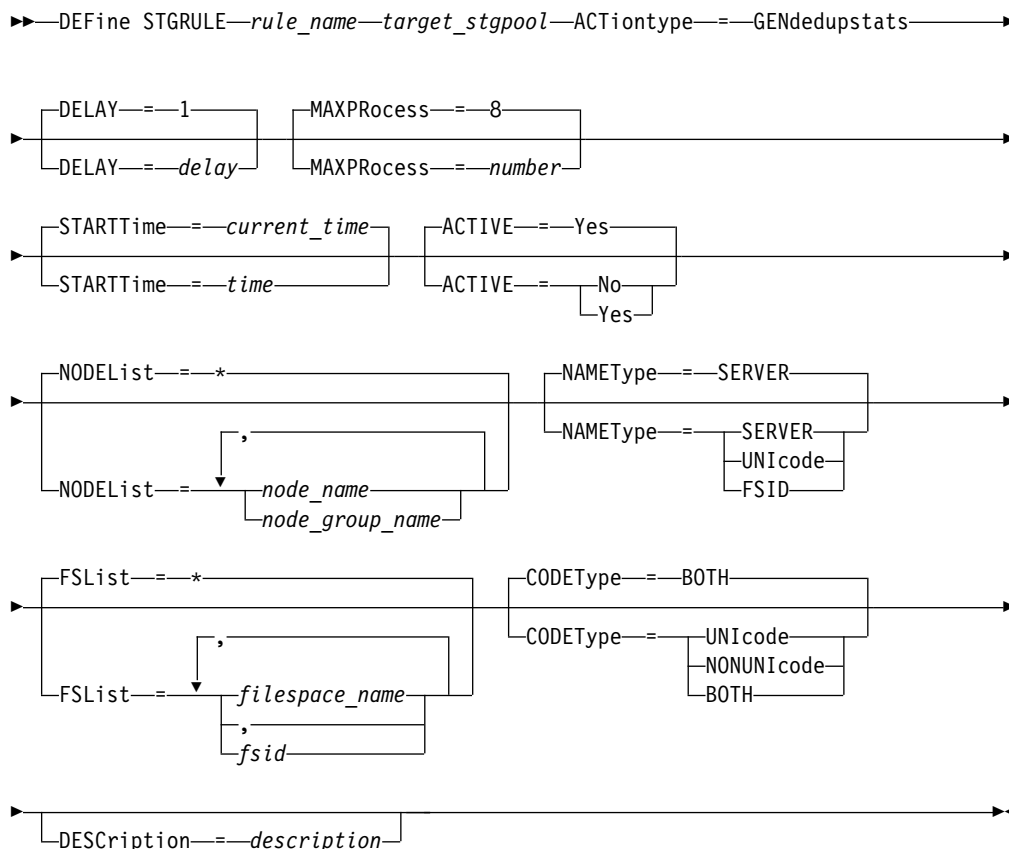 DEFine STGRULE rule_name target_stgpool ACTiontype = GENdedupstats
DELAY = 1 MAXPRocess = 8
DELAY = delay MAXPRocess = number
STARTTime = current_time ACTIVE = Yes
STARTTime = time ACTIVE = No
Yes
NODEList = * NAMEType = SERVER
, NAMEType = SERVER
UNIcode
NODEList = node_name FSID
node_group_name
FSList = * CODEType = BOTH
, CODEType = UNIcode
NONUNIcode
FSList = filespace_name BOTH
,
fsid
DESCription = description